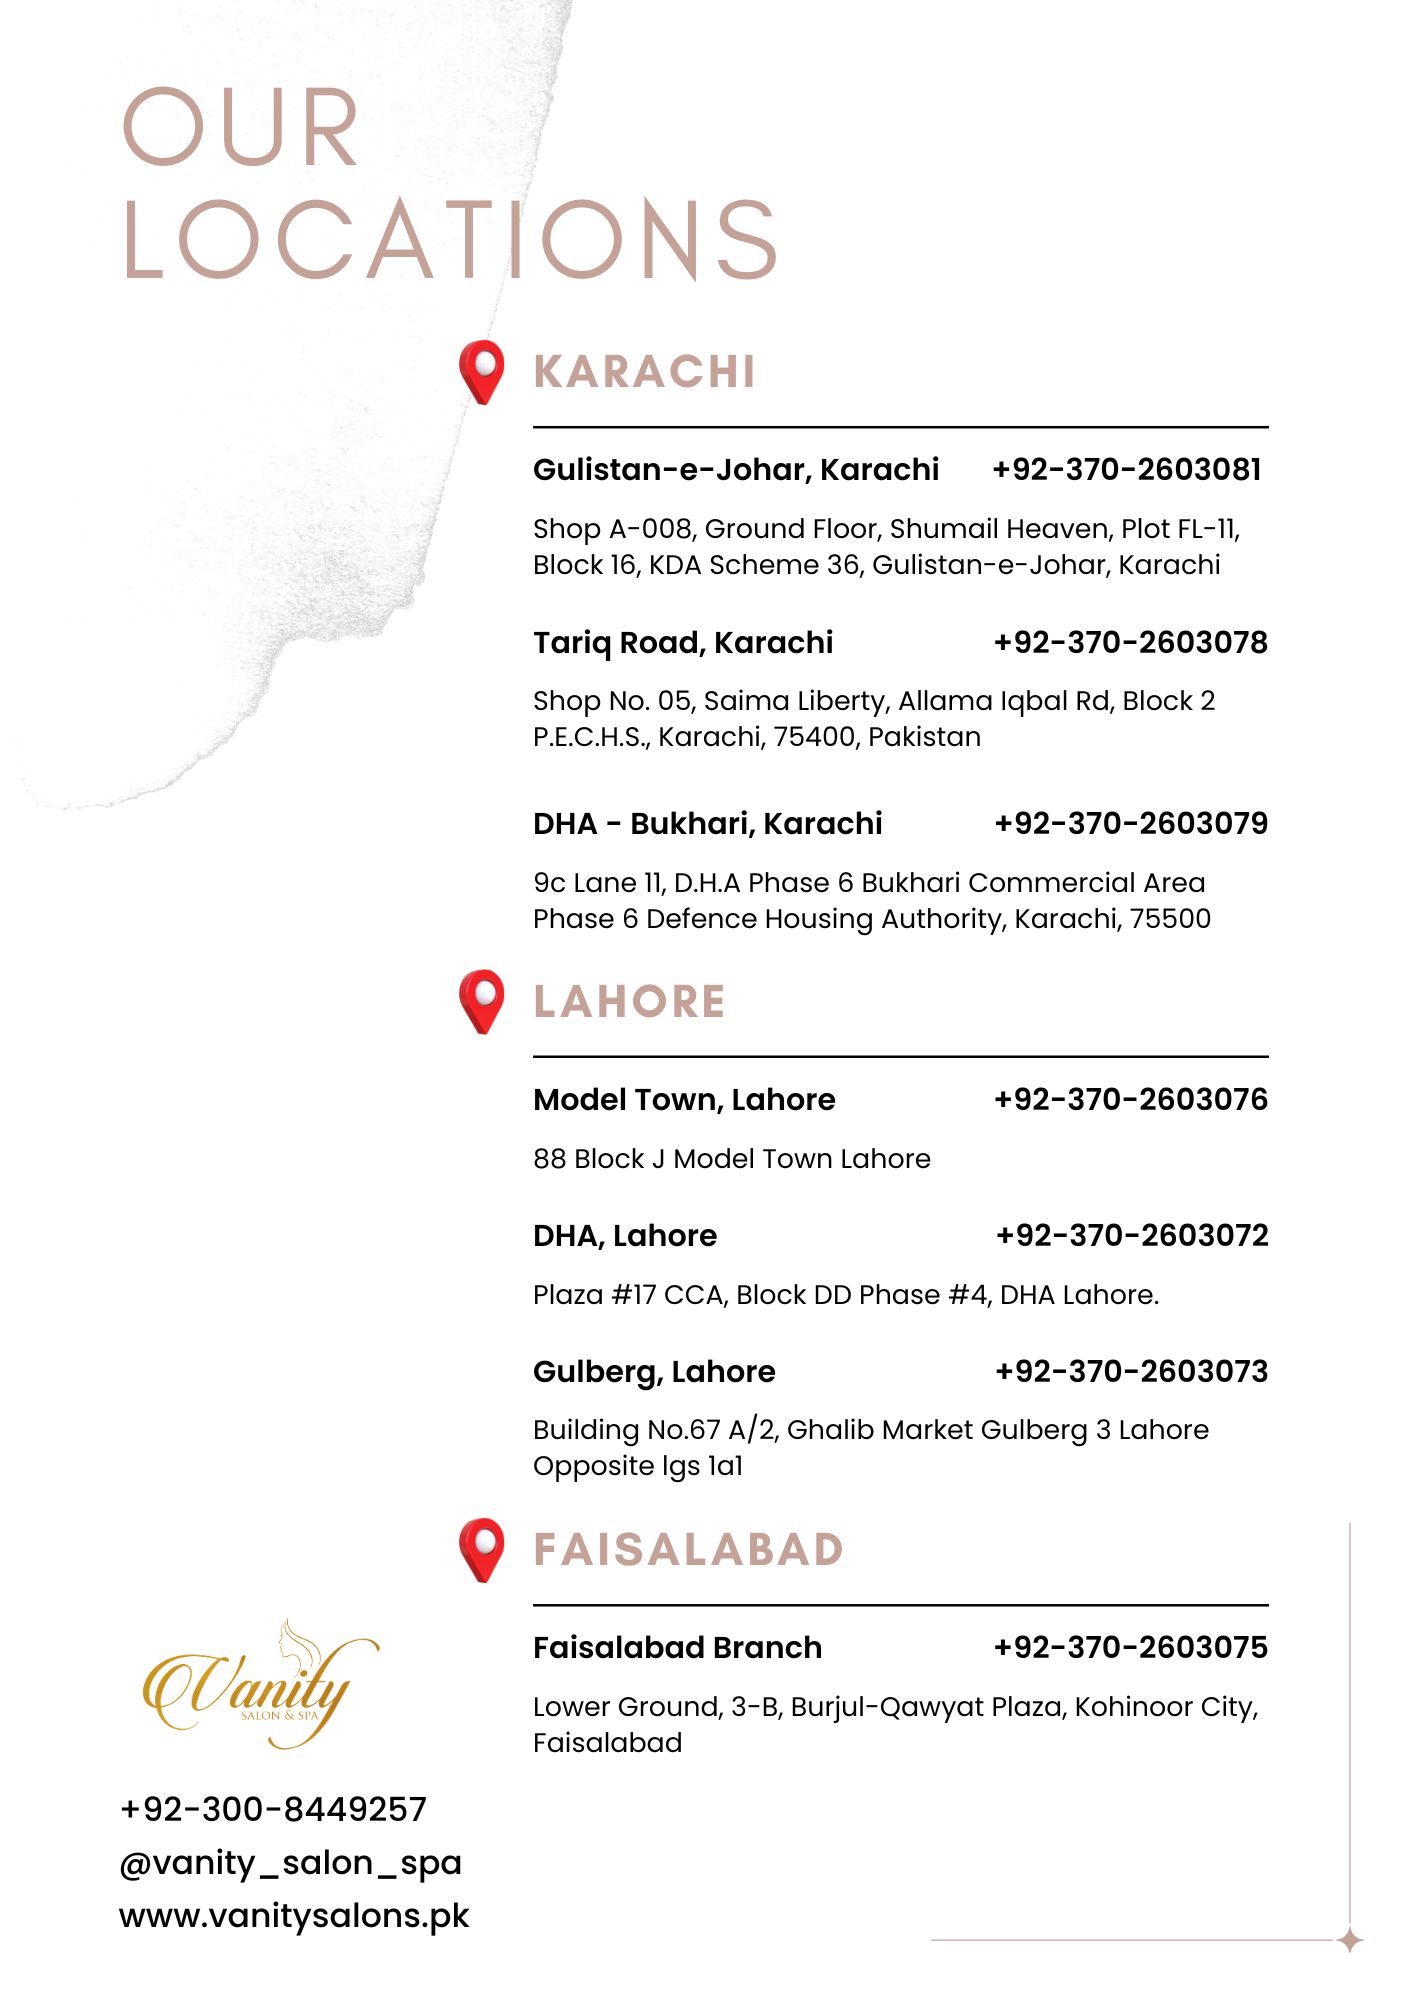 OUR
LOCATIONS
KARACHI
Gulistan-e-Johar, Karachi +92-370-2603081
Shop A-008, Ground Floor, Shumail Heaven, Plot FL-11,
Block 16, KDA Scheme 36, Gulistan-e-Johar, Karachi
Tariq Road, Karachi +92-370-2603078
Shop No. 05, Saima Liberty, Allama Iqbal Rd, Block 2
P.E.C.H.S., Karachi, 75400, Pakistan
DHA - Bukhari, Karachi +92-370-2603079
9c Lane 11, D.H.A Phase 6 Bukhari Commercial Area
Phase 6 Defence Housing Authority, Karachi, 75500
LAHORE
Model Town, Lahore +92-370-2603076
88 Block J Model Town Lahore
DHA, Lahore +92-370-2603072
Plaza #17 CCA, Block DD Phase #4, DHA Lahore.
Gulberg, Lahore +92-370-2603073
Building No.67 A/2, Ghalib Market Gulberg 3 Lahore
Opposite lgs 1a1
FAISALABAD
Faisalabad Branch +92-370-2603075
Lower Ground, 3-B, Burjul-Qawyat Plaza, Kohinoor City,
Faisalabad
Vanity
SALON & SPA
+92-300-8449257
@vanity_salon_spa
www.vanitysalons.pk